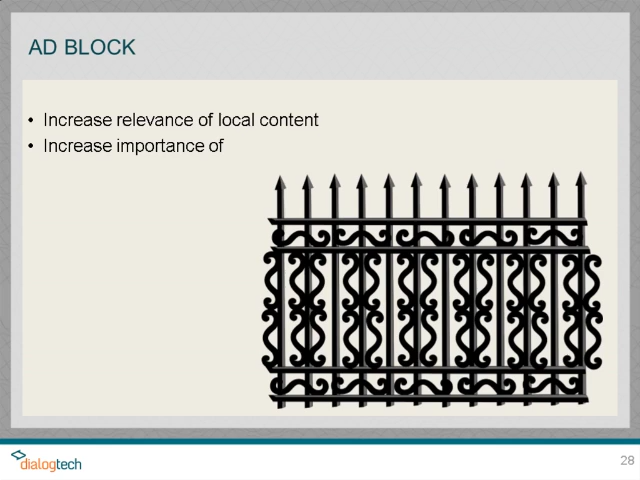 AD BLOCK
• Increase relevance of local content
• Increase importance of
dialogtech
28